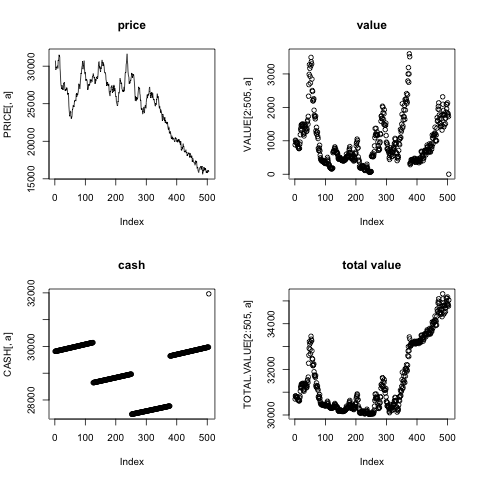 price
PRICE[, a]
15000 20000 25000 30000
0 100 200 300 400 500
Index
value
VALUE[2:505, a]
0 1000 2000 3000
0 100 200 300 400 500
Index
cash
CASH[, a]
28000 30000 32000
0 100 200 300 400 500
Index
total value
TOTAL.VALUE[2:505, a]
30000 32000 34000
0 100 200 300 400 500
Index